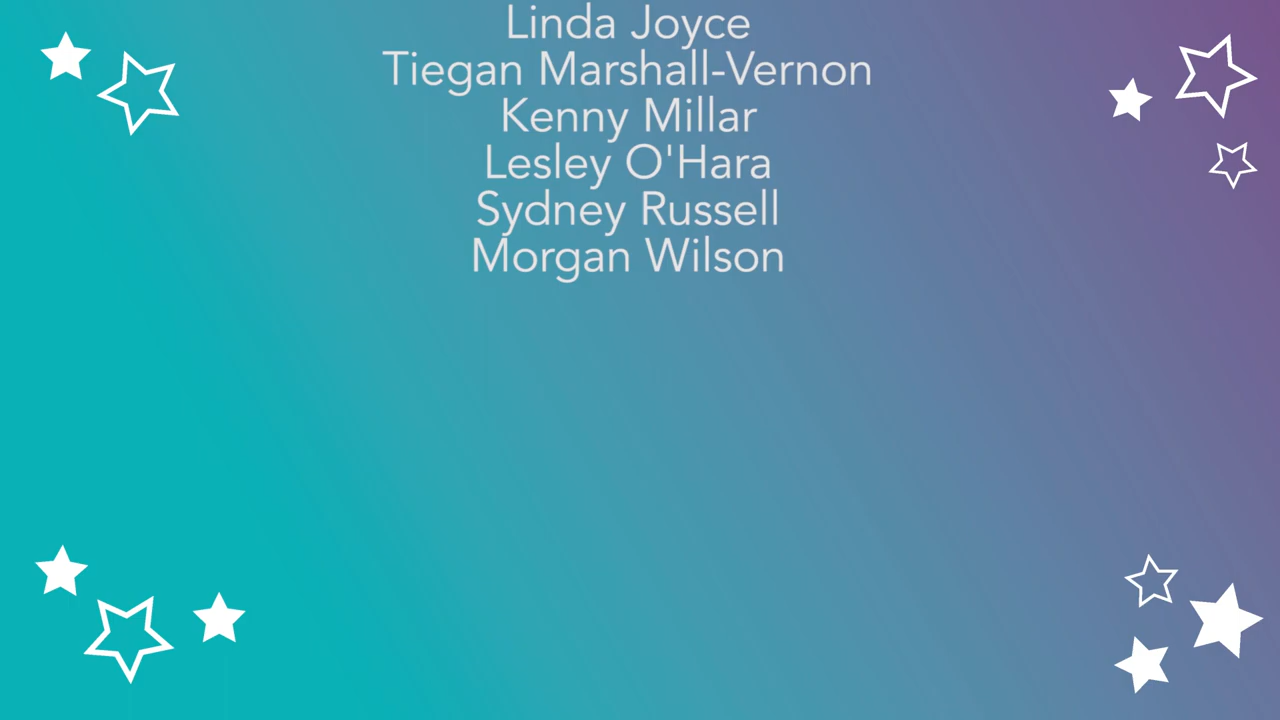 Linda Joyce
Tiegan Marshall-Vernon
Kenny Millar
Lesley O'Hara
Sydney Russell
Morgan Wilson